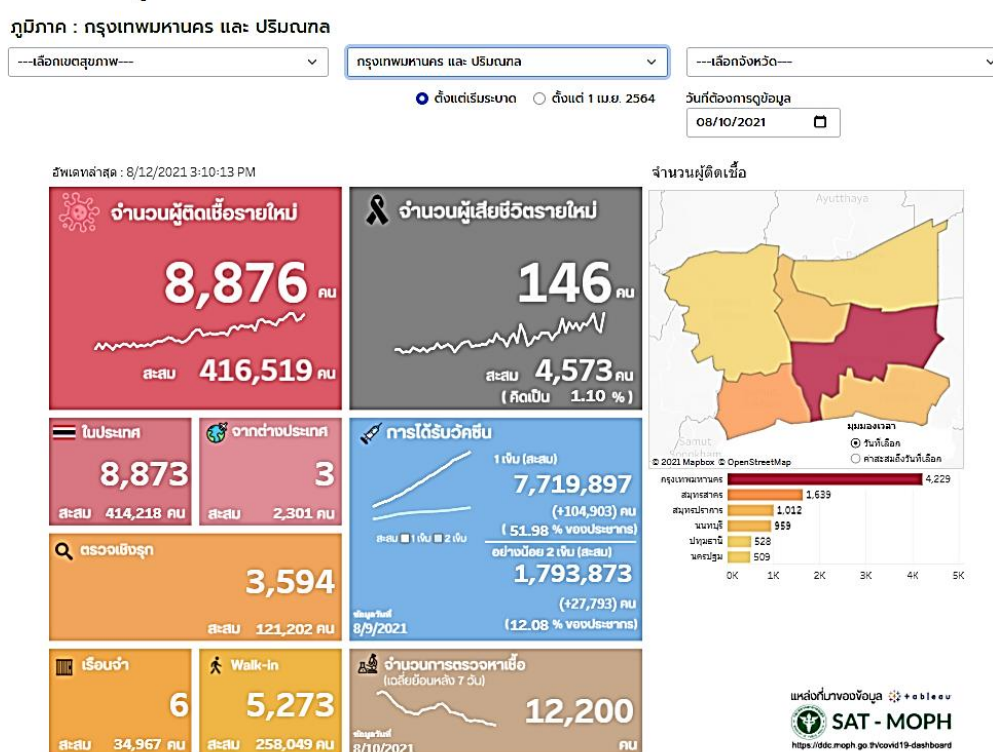 ภูมิภาค : กรุงเทพมหานคร และ ปริมณฑล
---เลือกเขตสุขภาพ---
กรุงเทพมหานคร และ ปริมณฑล
---เลือกจังหวัด---
ตั้งแต่เริ่มระบาด
ตั้งแต่ 1 เม.ย. 2564
วันที่ต้องการดูข้อมูล
08/10/2021
อัพเดทล่าสุด : 8/12/2021 3:10:13 PM
จำนวนผู้ติดเชื้อรายใหม่
8,876 คน
สะสม 416,519 คน
จำนวนผู้เสียชีวิตรายใหม่
146 คน
สะสม 4,573 คน
(คิดเป็น 1.10 %)
ในประเทศ
8,873
สะสม 414,218 คน
จากต่างประเทศ
3
สะสม 2,301 คน
ตรวจเชิงรุก
3,594
สะสม 121,202 คน
เรือนจำ
6
สะสม 34,967 คน
Walk-in
5,273
สะสม 258,049 คน
การได้รับวัคซีน
1 เข็ม (สะสม)
7,719,897
(+104,903) คน
( 51.98 % ของประชากร)
สะสม 1 เข็ม 2 เข็ม
อย่างน้อย 2 เข็ม (สะสม)
1,793,873
(+27,793) คน
(12.08 % ของประชากร)
ข้อมูลวันที่
8/9/2021
จำนวนการตรวจหาเชื้อ
(เฉลี่ยย้อนหลัง 7 วัน)
12,200
คน
8/10/2021
จำนวนผู้ติดเชื้อ
Ayutthaya
Samut
Songkham
มุมมองเวลา
วันที่เลือก
ค่าสะสมถึงวันที่เลือก
© 2021 Mapbox © OpenStreetMap
กรุงเทพมหานคร 4,229
สมุทรสาคร 1,639
สมุทรปราการ 1,012
นนทบุรี 959
ปทุมธานี 528
นครปฐม 509
0K 1K 2K 3K 4K 5K
แหล่งที่มาของข้อมูล +ableau
SAT - MOPH
https://ddc.moph.go.th/covid19-dashboard